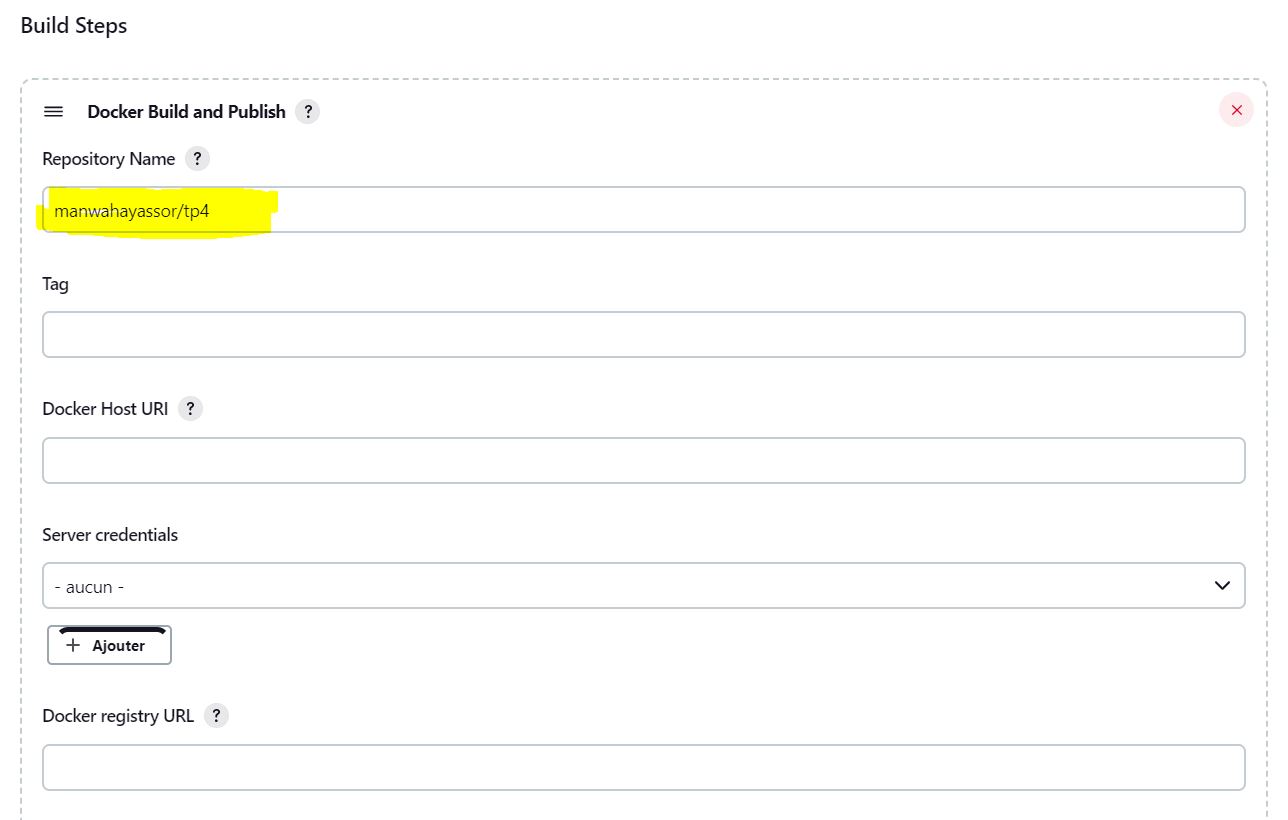 Build Steps
Docker Build and Publish ?
Repository Name ?
manwahayassor/tp4
Tag
Docker Host URI ?
Server credentials
- aucun -
+ Ajouter
Docker registry URL ?